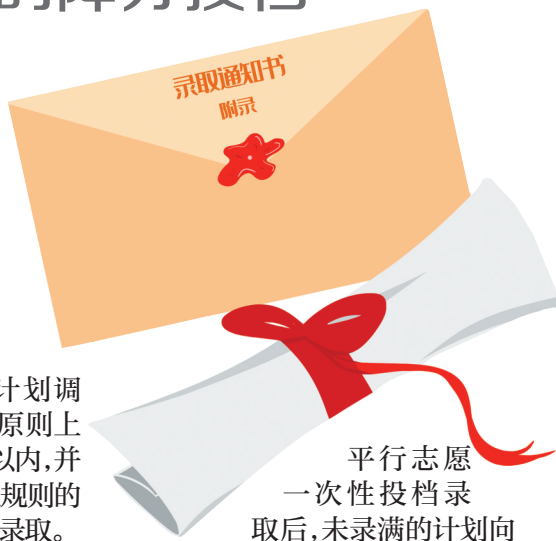 录取通知书
附录
计划调
原则上
以内,并
规则的
录取。
平行志愿
一次性投档录
取后,未录满的计划向